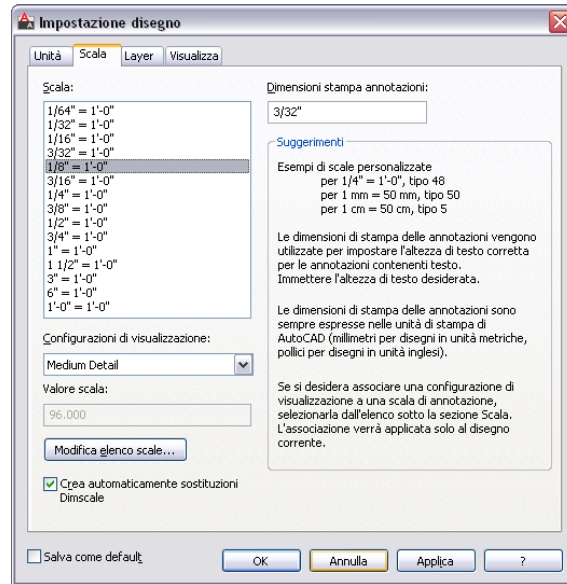 Impostazione disegno
Unità Scala Layer Visualizza
Scala:
1/64" = 1'-0"
1/32" = 1'-0"
1/16" = 1'-0"
3/32" = 1'-0"
1/8" = 1'-0"
3/16" = 1'-0"
1/4" = 1'-0"
3/8" = 1'-0"
1/2" = 1'-0"
3/4" = 1'-0"
1" = 1'-0"
1 1/2" = 1'-0"
3" = 1'-0"
6" = 1'-0"
1'-0" = 1'-0"
Configurazioni di visualizzazione:
Medium Detail
Valore scala:
96.000
Modifica elenco scale...
Crea automaticamente sostituzioni
Dimscale
Dimensioni stampa annotazioni:
3/32"
Suggerimenti
Esempi di scale personalizzate
per 1/4" = 1'-0", tipo 48
per 1 mm = 50 mm, tipo 50
per 1 cm = 50 cm, tipo 5
Le dimensioni di stampa delle annotazioni vengono
utilizzate per impostare l'altezza di testo corretta
per le annotazioni contenenti testo.
Immettere l'altezza di testo desiderata.
Le dimensioni di stampa delle annotazioni sono
sempre espresse nelle unità di stampa di
AutoCAD (millimetri per disegni in unità metriche,
pollici per disegni in unità inglesi).
Se si desidera associare una configurazione di
visualizzazione a una scala di annotazione,
selezionarla dall'elenco sotto la sezione Scala.
L'associazione verrà applicata solo al disegno
corrente.
Salva come default
OK Annulla Applica ?